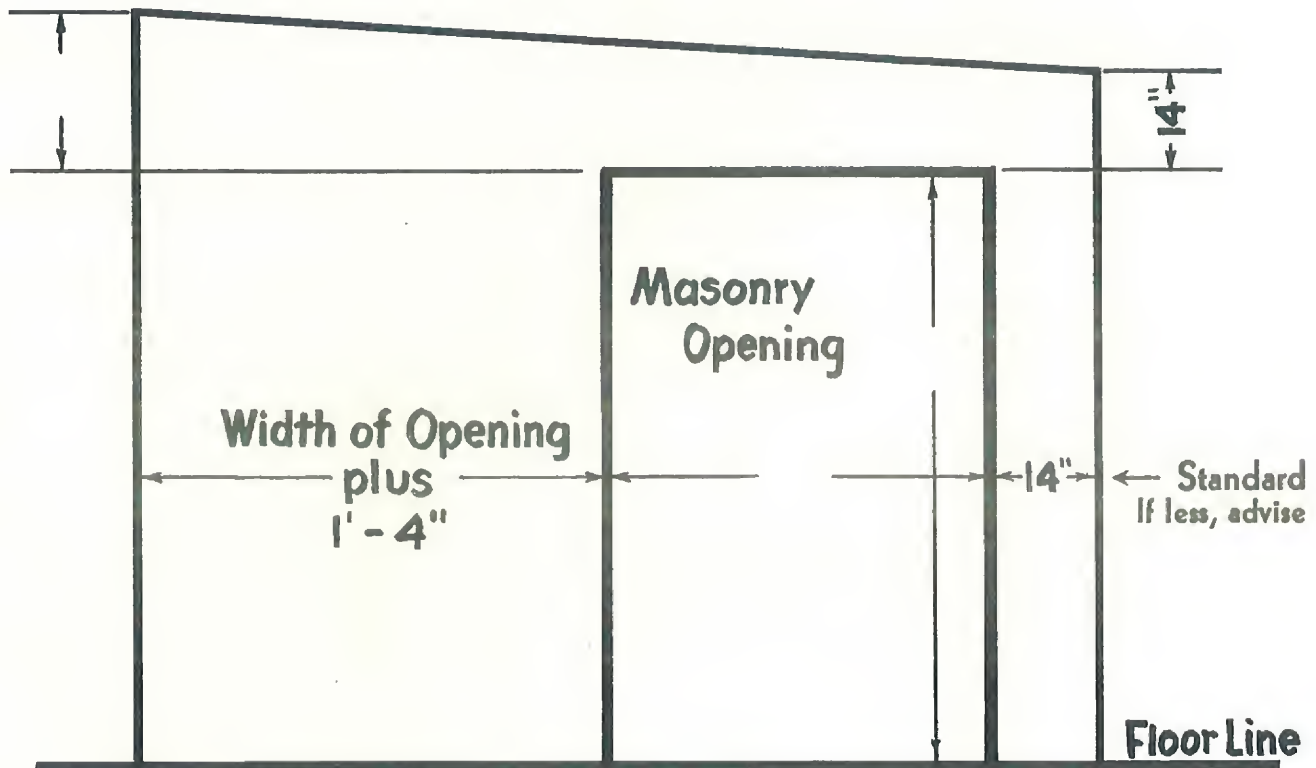 14"
Masonry
Opening
Width of Opening
plus
1' - 4"
14"
Standard
If less, advise
Floor Line